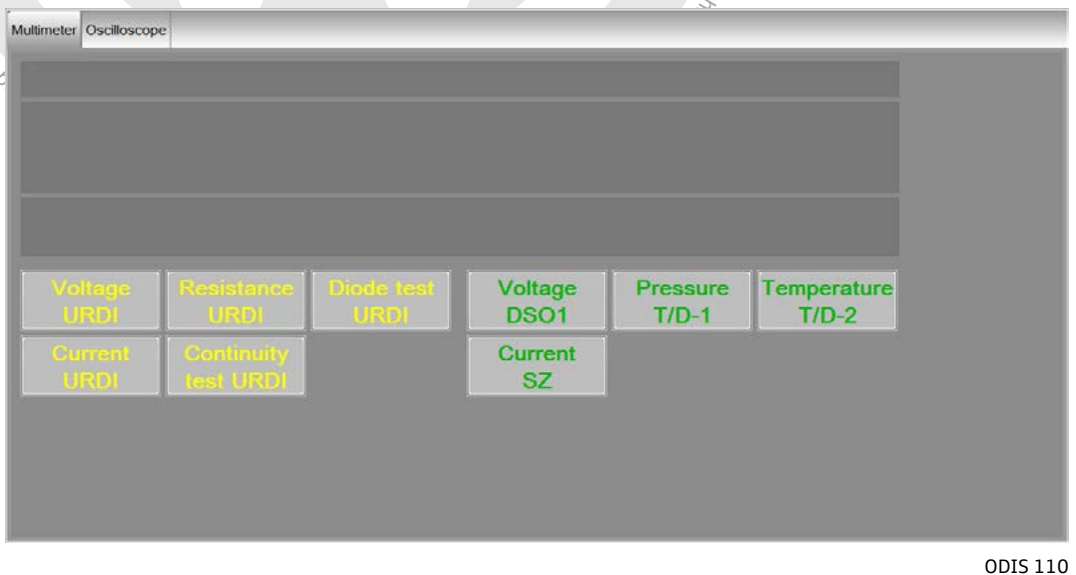 Multimeter Oscilloscope
Voltage URDI Resistance URDI Diode test URDI Voltage DSO1 Pressure T/D-1 Temperature T/D-2
Current URDI Continuity test URDI Current SZ
ODIS 110